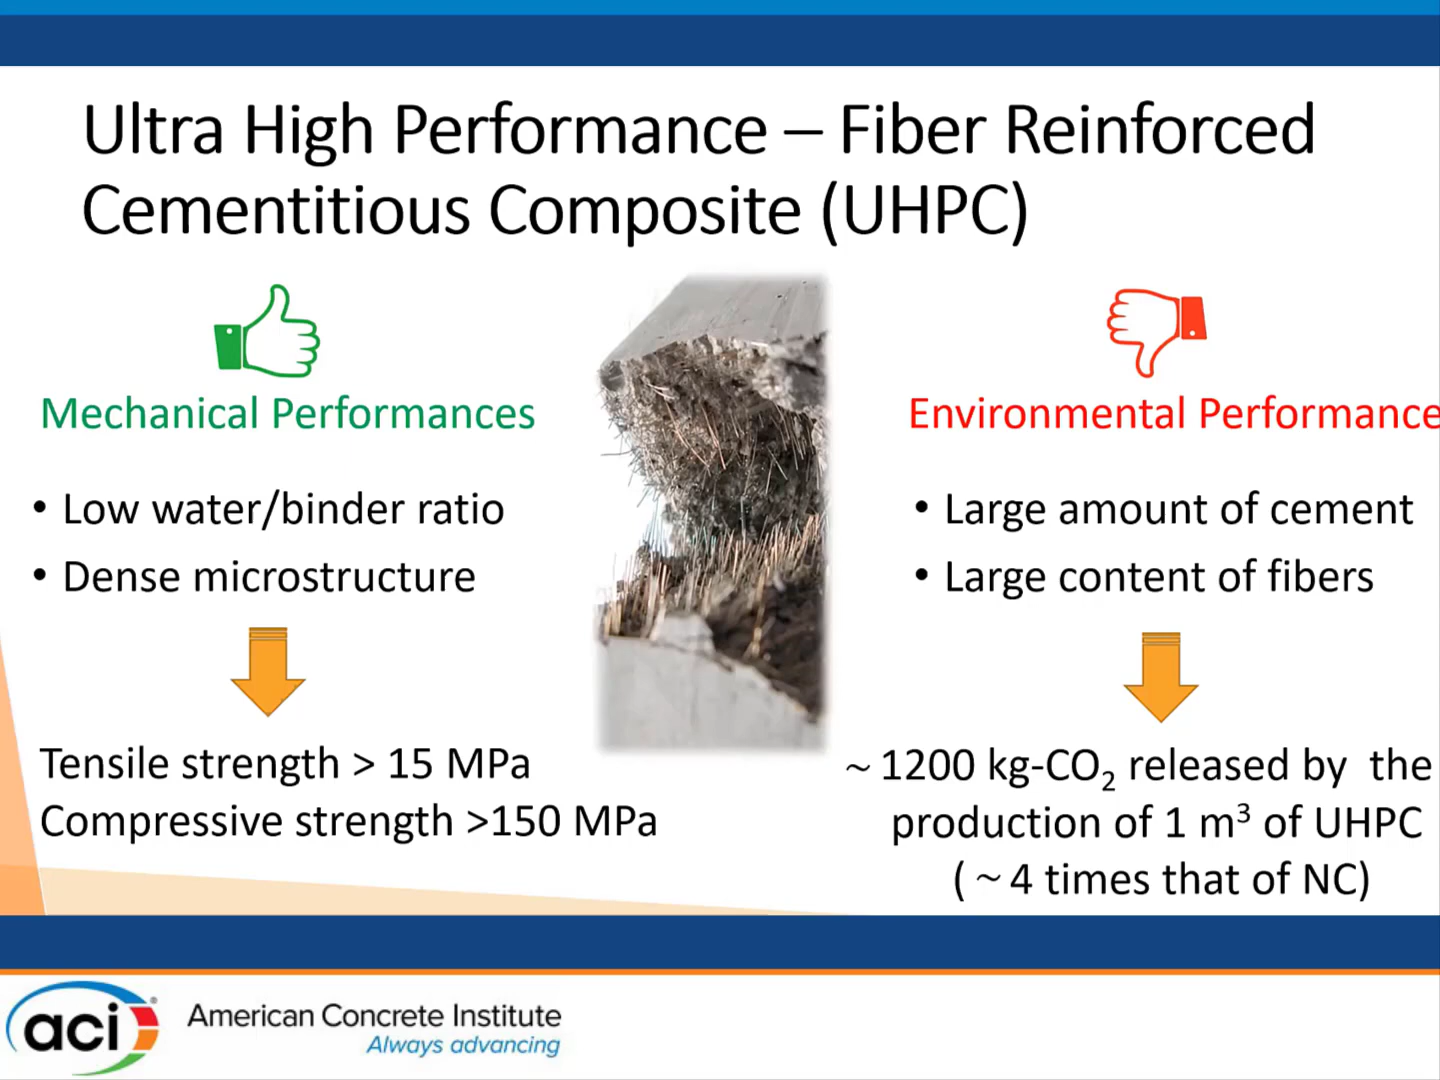 Ultra High Performance – Fiber Reinforced
Cementitious Composite (UHPC)
Mechanical Performances
• Low water/binder ratio
• Dense microstructure
Tensile strength > 15 MPa
Compressive strength >150 MPa
Environmental Performance
• Large amount of cement
• Large content of fibers
~ 1200 kg-CO₂ released by the
production of 1 m³ of UHPC
( ~ 4 times that of NC)
aci®
American Concrete Institute
Always advancing